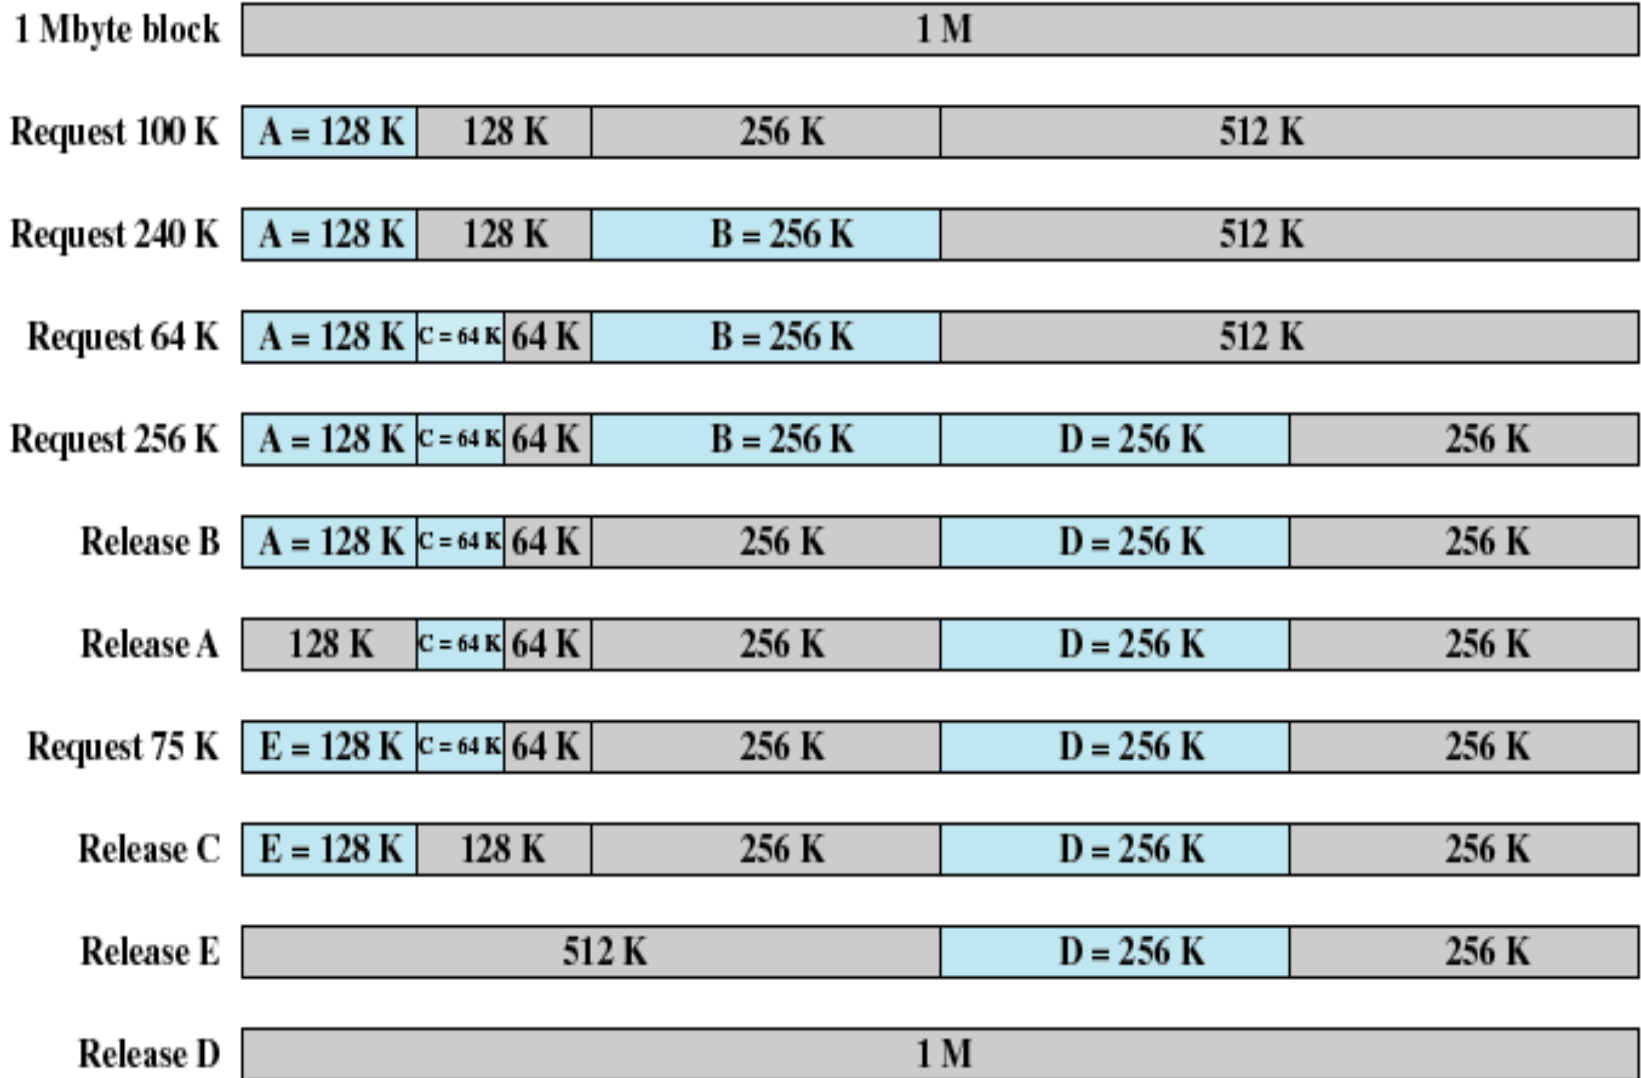 1 Mbyte block 1 M
Request 100 K A = 128 K 128 K 256 K 512 K
Request 240 K A = 128 K 128 K B = 256 K 512 K
Request 64 K A = 128 K C = 64 K 64 K B = 256 K 512 K
Request 256 K A = 128 K C = 64 K 64 K B = 256 K D = 256 K 256 K
Release B A = 128 K C = 64 K 64 K 256 K D = 256 K 256 K
Release A 128 K C = 64 K 64 K 256 K D = 256 K 256 K
Request 75 K E = 128 K C = 64 K 64 K 256 K D = 256 K 256 K
Release C E = 128 K 128 K 256 K D = 256 K 256 K
Release E 512 K D = 256 K 256 K
Release D 1 M